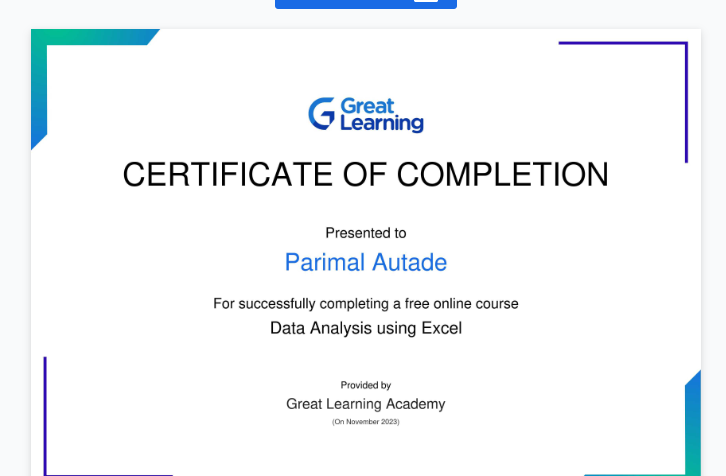 Great
Learning
CERTIFICATE OF COMPLETION
Presented to
Parimal Autade
For successfully completing a free online course
Data Analysis using Excel
Provided by
Great Learning Academy
(On November 2023)